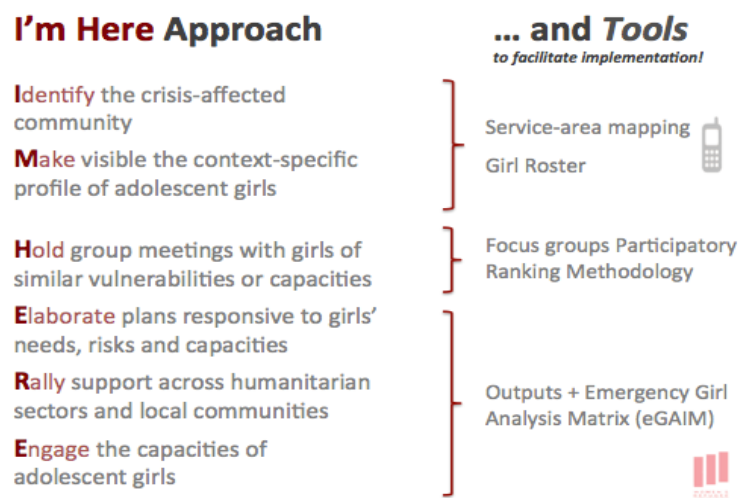 I'm Here Approach
... and Tools
to facilitate implementation!
Identify the crisis-affected
community
Make visible the context-specific
profile of adolescent girls
Service-area mapping
Girl Roster
Hold group meetings with girls of
similar vulnerabilities or capacities
Focus groups Participatory
Ranking Methodology
Elaborate plans responsive to girls'
needs, risks and capacities
Rally support across humanitarian
sectors and local communities
Engage the capacities of
adolescent girls
Outputs + Emergency Girl
Analysis Matrix (eGAIM)